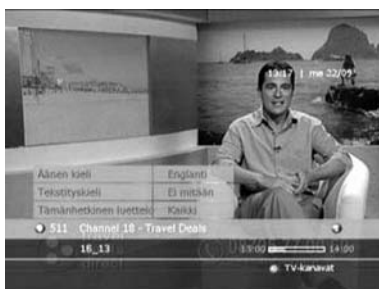 13:17 | me 22/09
Äänen kieli Englanti
Tekstityskieli Ei mitään
Tämänhetkinen luettelo Kaikki
511 Channel 18 - Travel Deals
16_13 13:00 14:00
TV-kanavat